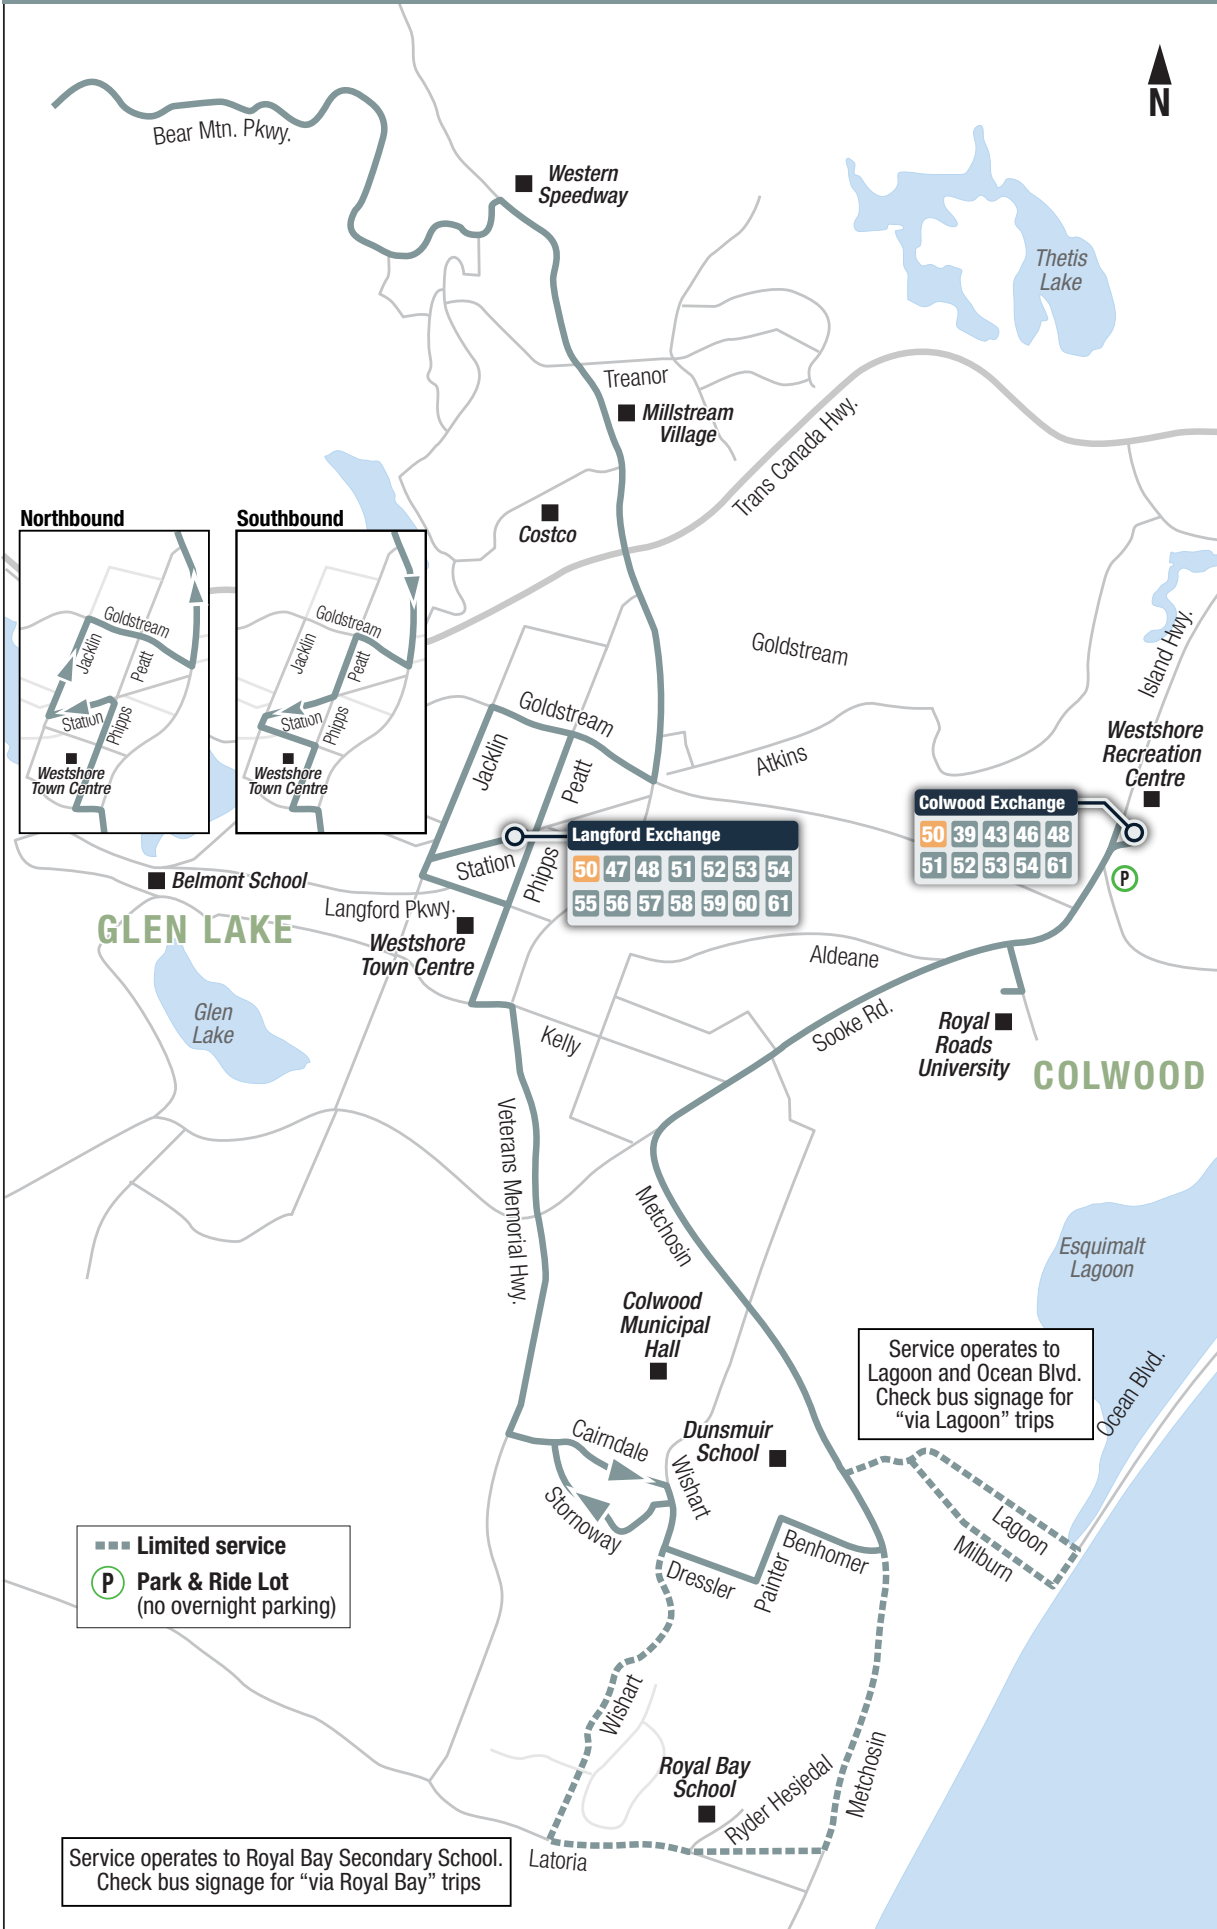 N
Bear Mtn. Pkwy.
Western
Speedway
Thetis
Lake
Treanor
Millstream
Village
Trans Canada Hwy.
Costco
Northbound
Goldstream
Jacklin
Peatt
Station
Phipps
Westshore
Town Centre
Southbound
Goldstream
Jacklin
Peatt
Station
Phipps
Westshore
Town Centre
Goldstream
Island Hwy.
Goldstream
Jacklin
Peatt
Atkins
Westshore
Recreation
Centre
Colwood Exchange
50 39 43 46 48
51 52 53 54 61
P
Langford Exchange
50 47 48 51 52 53 54
55 56 57 58 59 60 61
Station
Phipps
Belmont School
Langford Pkwy.
GLEN LAKE
Westshore
Town Centre
Aldeane
Sooke Rd.
Glen
Lake
Kelly
Royal
Roads
University
COLWOOD
Veterans Memorial Hwy.
Metchosin
Esquimalt
Lagoon
Colwood
Municipal
Hall
Service operates to
Lagoon and Ocean Blvd.
Check bus signage for
“via Lagoon” trips
Ocean Blvd.
Cairndale
Dunsmuir
School
Wishart
Stornoway
Lagoon
Milburn
Benhomer
Painter
Dressler
Limited service
P Park & Ride Lot
(no overnight parking)
Wishart
Royal Bay
School
Ryder Hesjedal
Metchosin
Latoria
Service operates to Royal Bay Secondary School.
Check bus signage for “via Royal Bay” trips